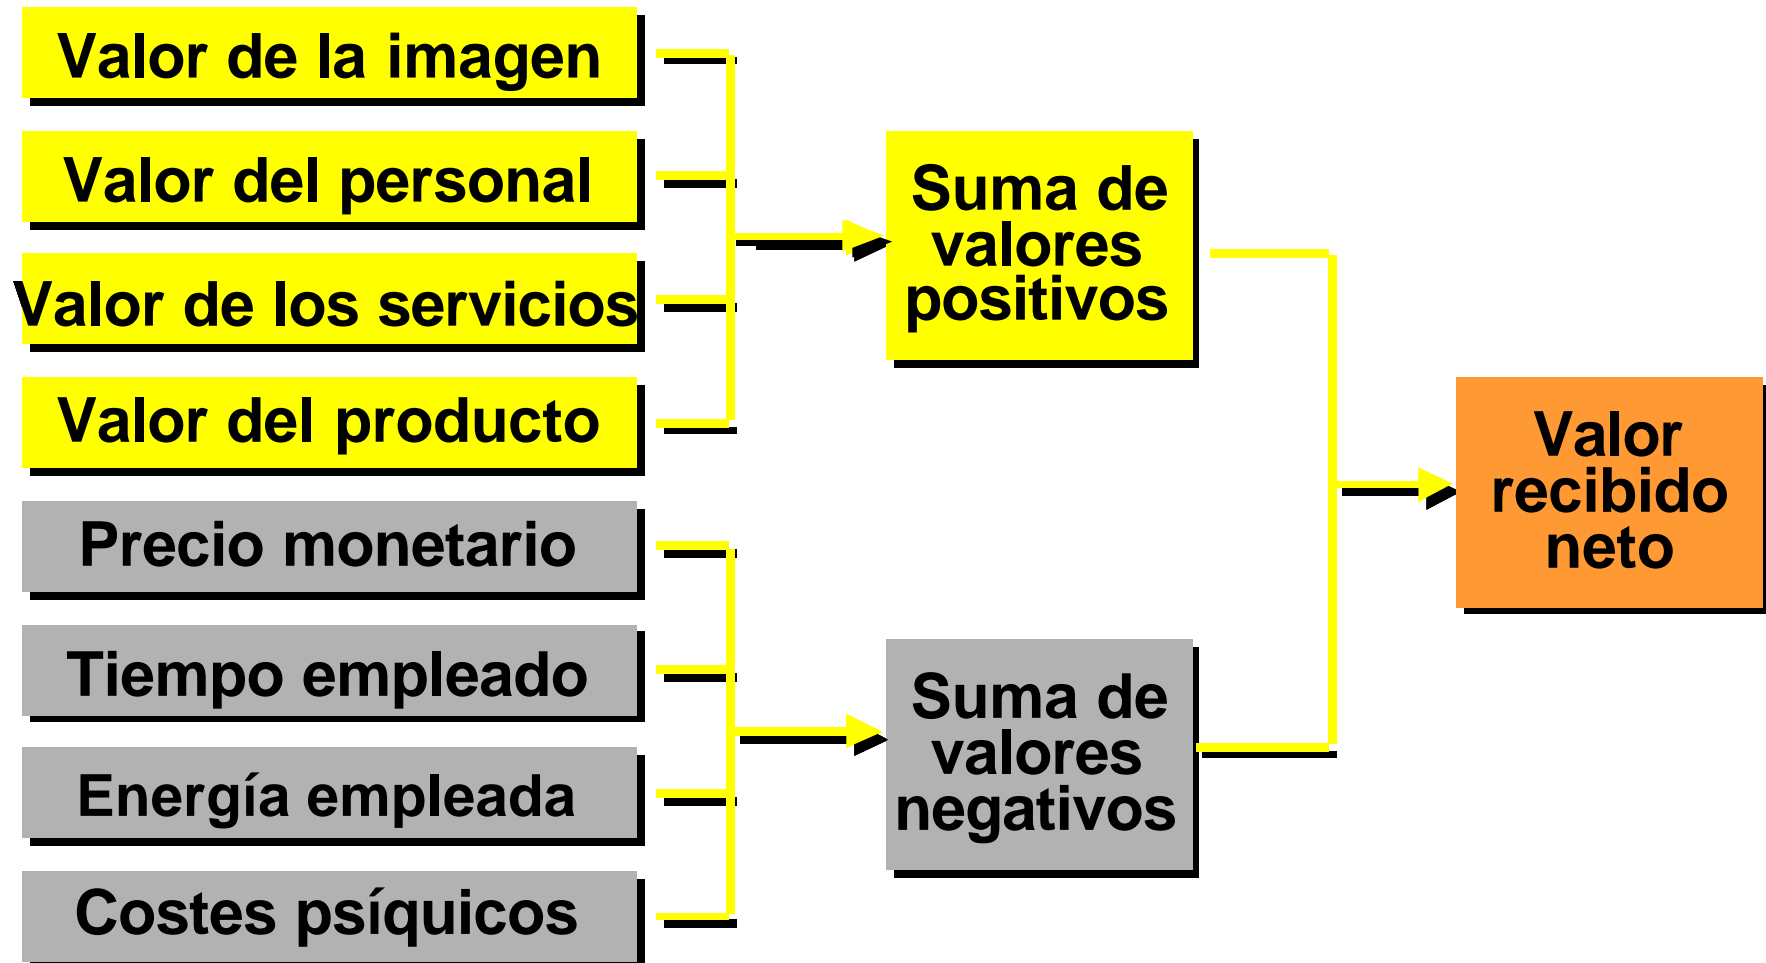 Valor de la imagen
Valor del personal
Valor de los servicios
Valor del producto
Precio monetario
Tiempo empleado
Energía empleada
Costes psíquicos
Suma de
valores
positivos
Suma de
valores
negativos
Valor
recibido
neto